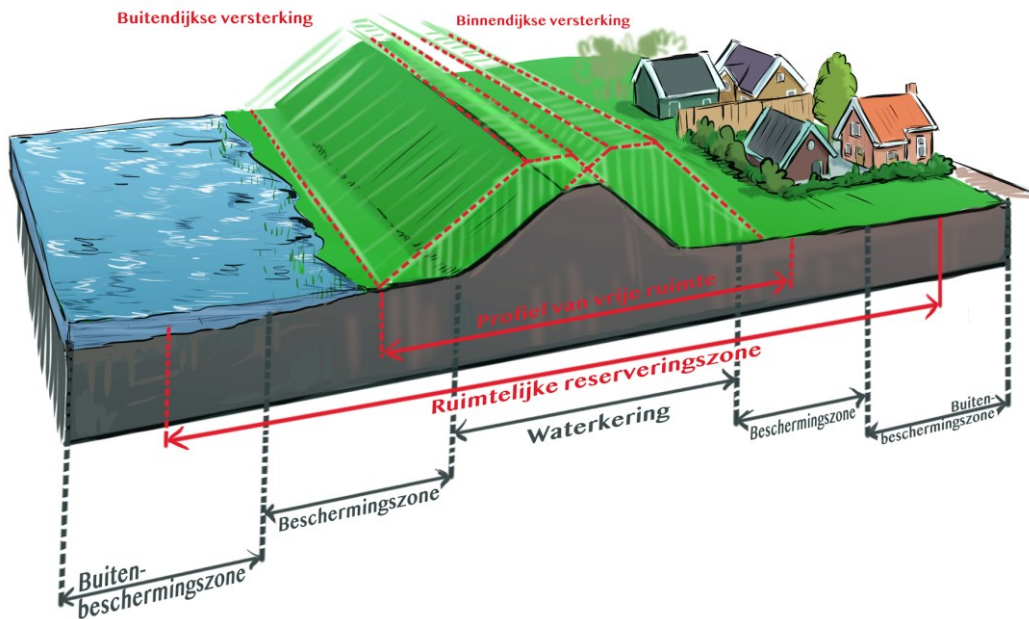 Buitendijkse versterking
Binnendijkse versterking
Profiel van vrije ruimte
Ruimtelijke reserveringszone
Waterkering
Beschermingszone
Buiten-
beschermingszone
Beschermingszone
Buiten-
beschermingszone